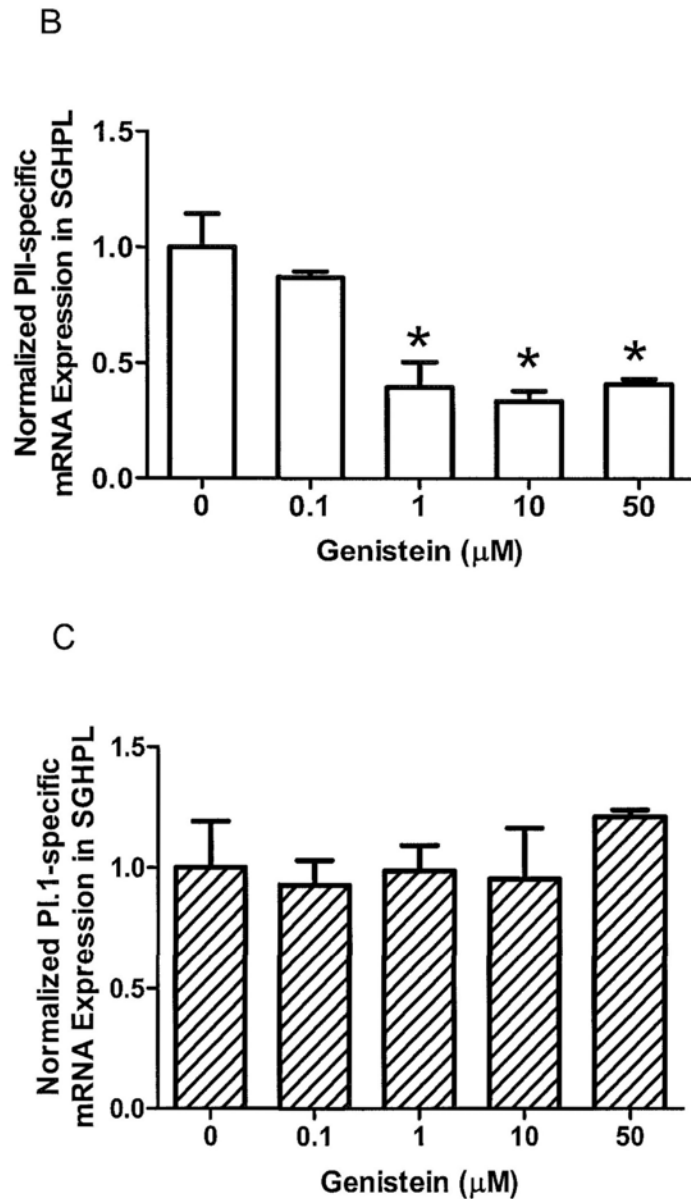 B
Normalized PII-specific
mRNA Expression in SGHPL
1.5
1.0
0.5
0.0
*
*
*
0
0.1
1
10
50
Genistein (μM)
C
Normalized PI.1-specific
mRNA Expression in SGHPL
1.5
1.0
0.5
0.0
0
0.1
1
10
50
Genistein (μM)